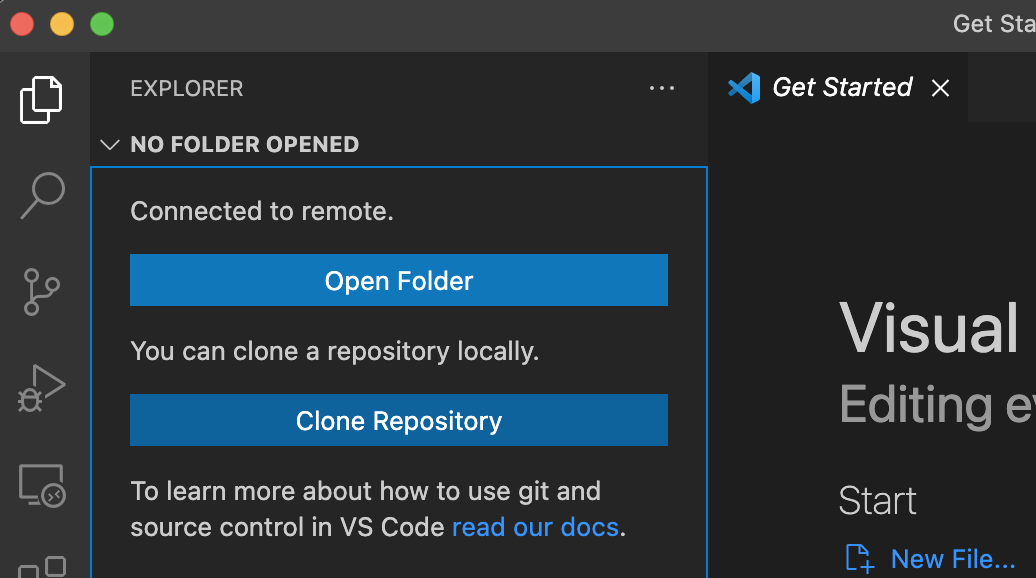 Get Sta
EXPLORER
Get Started
NO FOLDER OPENED
Connected to remote.
Open Folder
You can clone a repository locally.
Clone Repository
To learn more about how to use git and
source control in VS Code read our docs.
Visual
Editing ev
Start
New File...